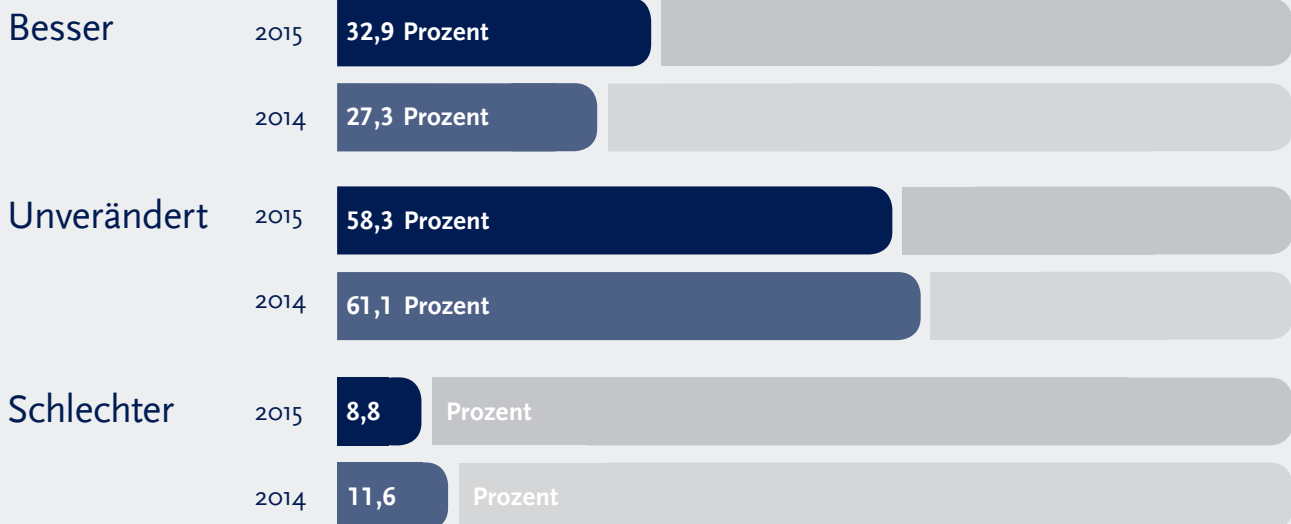 Besser 2015 32,9 Prozent
2014 27,3 Prozent
Unverändert 2015 58,3 Prozent
2014 61,1 Prozent
Schlechter 2015 8,8 Prozent
2014 11,6 Prozent